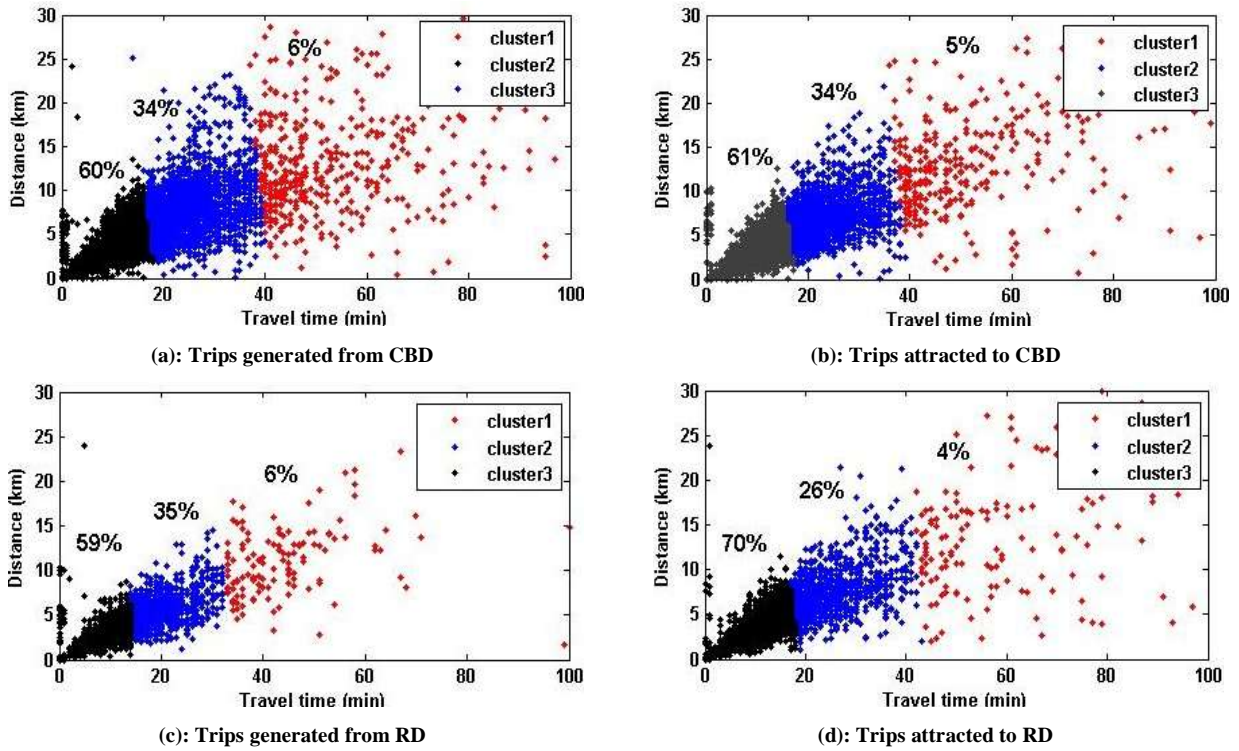 30
25
20
15
10
5
0
Distance (km)
6%
34%
60%
cluster1
cluster2
cluster3
0 20 40 60 80 100
Travel time (min)
(a): Trips generated from CBD
30
25
20
15
10
5
0
Distance (km)
5%
34%
61%
cluster1
cluster2
cluster3
0 20 40 60 80 100
Travel time (min)
(b): Trips attracted to CBD
30
25
20
15
10
5
0
Distance (km)
6%
35%
59%
cluster1
cluster2
cluster3
0 20 40 60 80 100
Travel time (min)
(c): Trips generated from RD
30
25
20
15
10
5
0
Distance (km)
4%
26%
70%
cluster1
cluster2
cluster3
0 20 40 60 80 100
Travel time (min)
(d): Trips attracted to RD